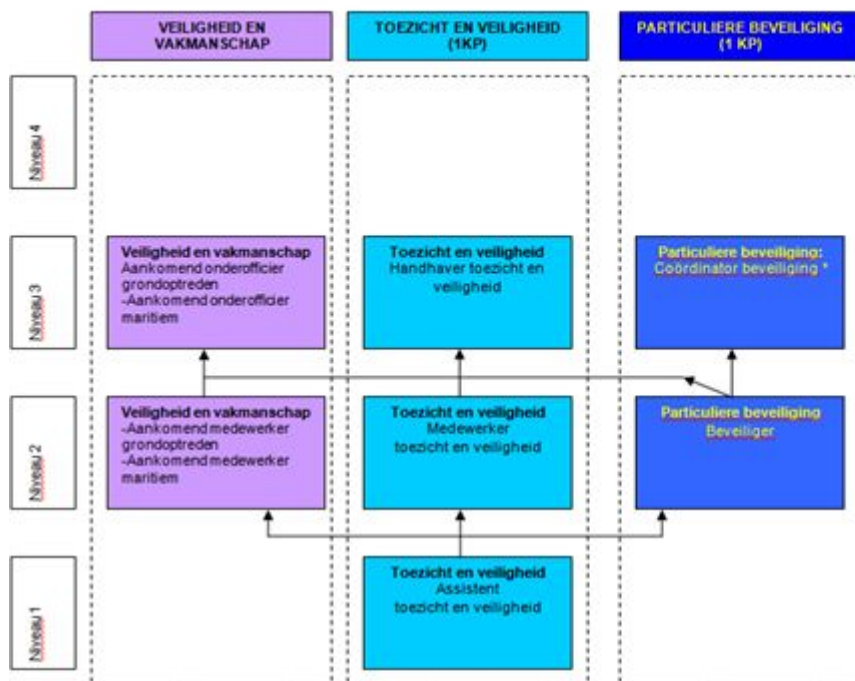 VEILIGHEID EN
VAKMANSCHAP
TOEZICHT EN VEILIGHEID
(1KP)
PARTICULIERE BEVEILIGING
(1 KP)
Niveau 4
Niveau 3
Veiligheid en vakmanschap
Aankomend onderofficier
grondoptreden
-Aankomend onderofficier
maritiem
Toezicht en veiligheid
Handhaver toezicht en
veiligheid
Particuliere beveiliging:
Coördinator beveiliging *
Niveau 2
Veiligheid en vakmanschap
-Aankomend medewerker
grondoptreden
-Aankomend medewerker
maritiem
Toezicht en veiligheid
Medewerker
toezicht en veiligheid
Particuliere beveiliging
Beveiliger
Niveau 1
Toezicht en veiligheid
Assistent
toezicht en veiligheid